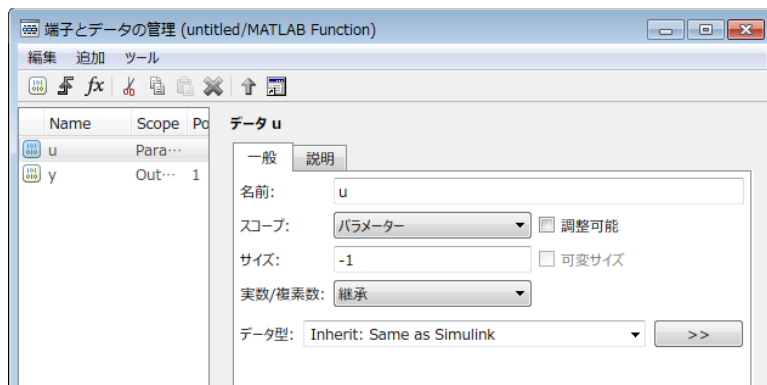 端子とデータの管理 (untitled/MATLAB Function)
編集 追加 ツール
fx
Name Scope Po データ u
u Para… 一般 説明
y Out… 1
名前: u
スコープ: パラメーター 調整可能
サイズ: -1 可変サイズ
実数/複素数: 継承
データ型: Inherit: Same as Simulink >>